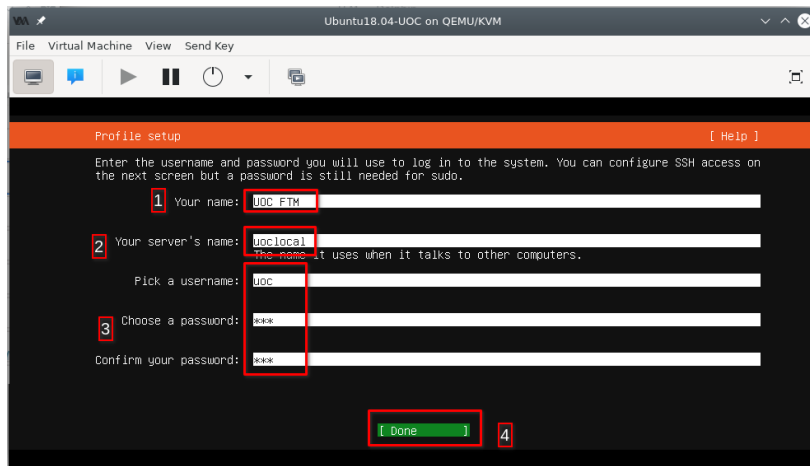 Ubuntu18.04-UOC on QEMU/KVM
File Virtual Machine View Send Key
Profile setup [ Help ]
Enter the username and password you will use to log in to the system. You can configure SSH access on
the next screen but a password is still needed for sudo.
1 Your name: UOC FTM
2 Your server's name: uoclocal
The name it uses when it talks to other computers.
Pick a username: uoc
3 Choose a password: ***
Confirm your password: ***
[ Done ] 4